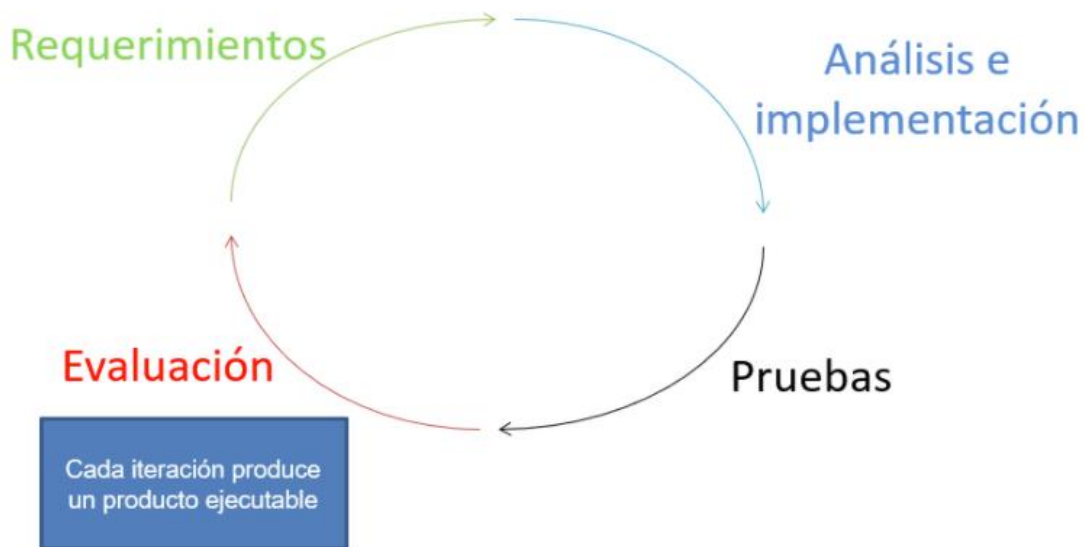 Requerimientos
Análisis e
implementación
Evaluación
Pruebas
Cada iteración produce
un producto ejecutable